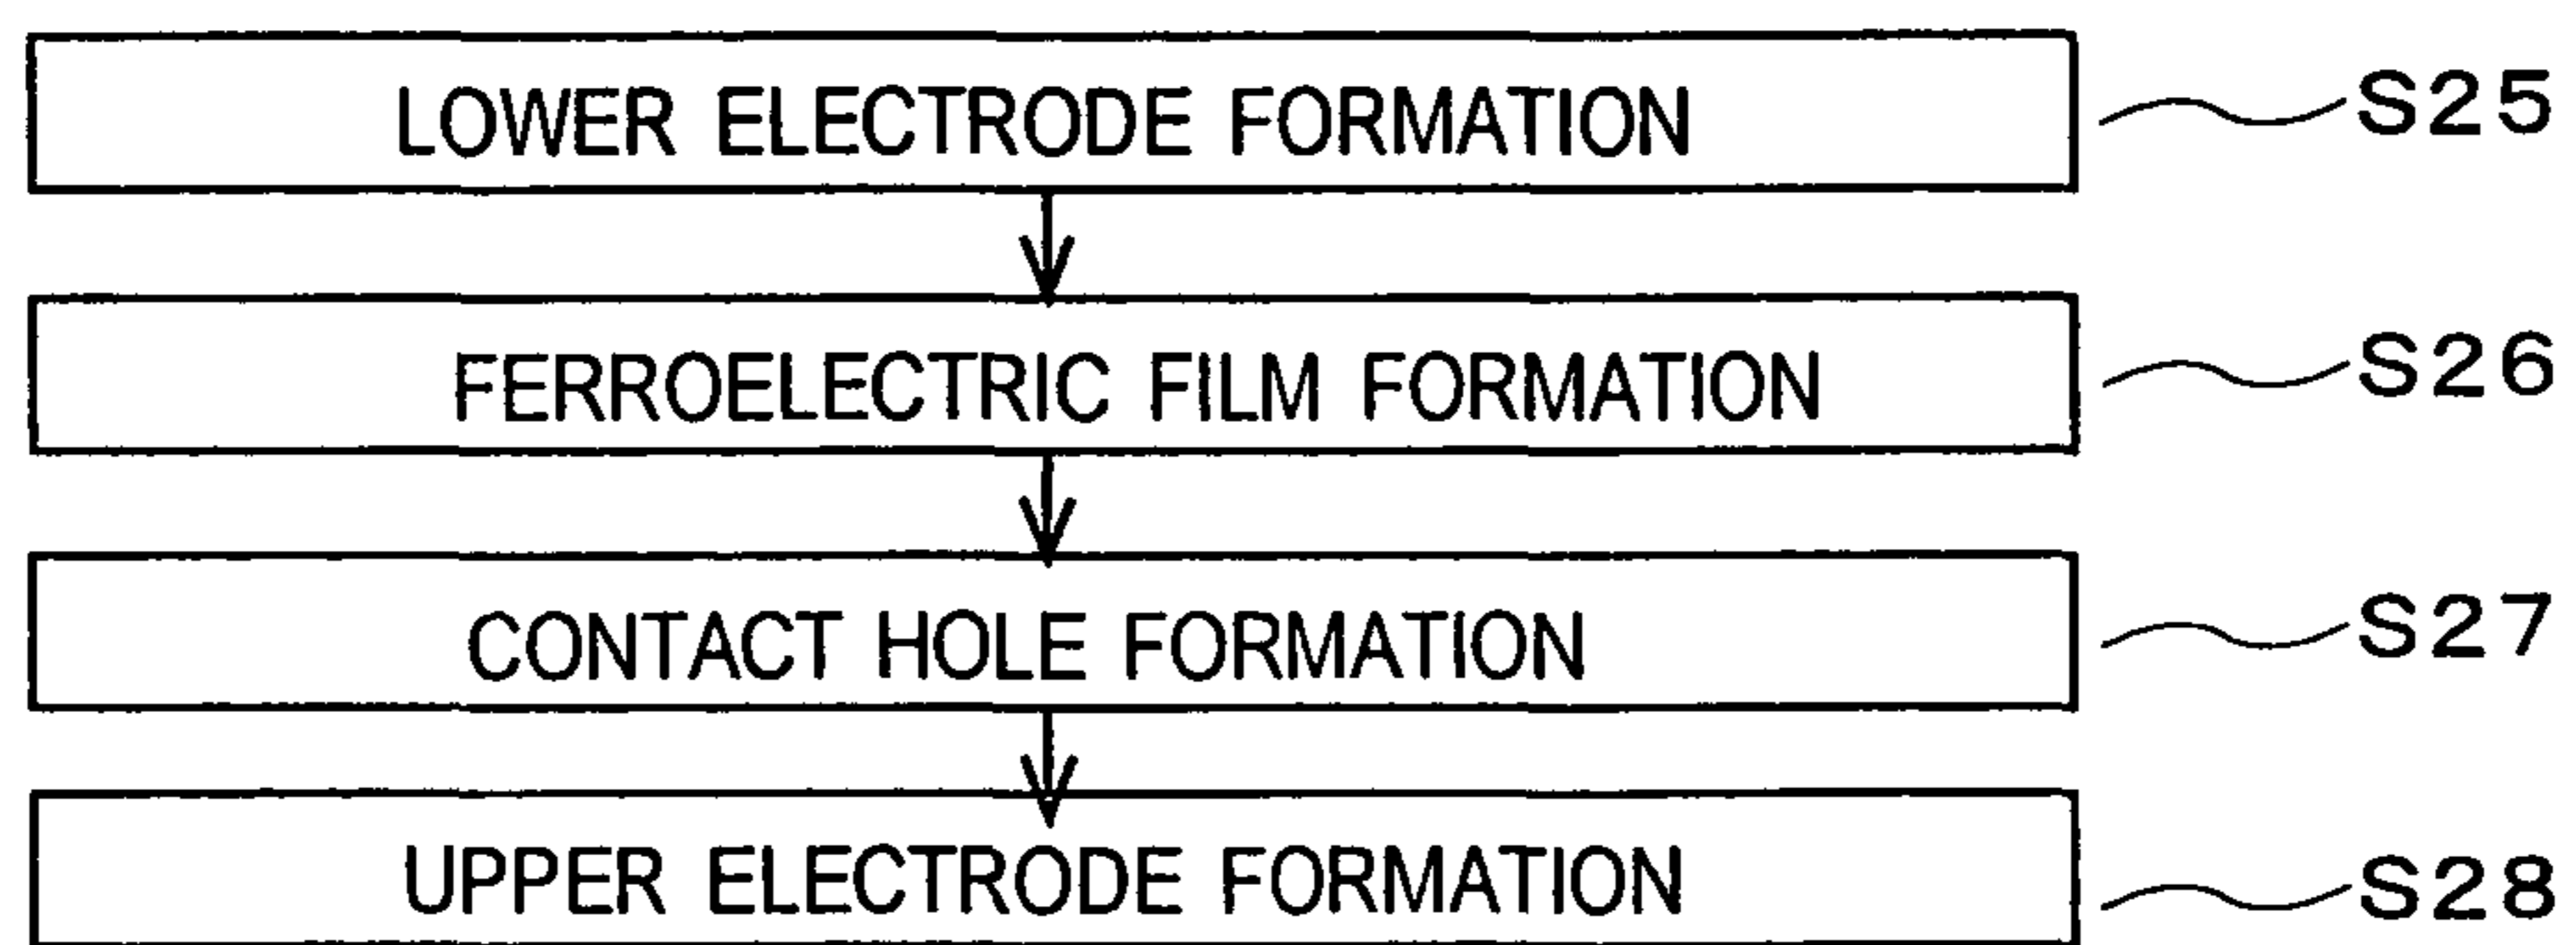 LOWER ELECTRODE FORMATION S25
FERROELECTRIC FILM FORMATION S26
CONTACT HOLE FORMATION S27
UPPER ELECTRODE FORMATION S28